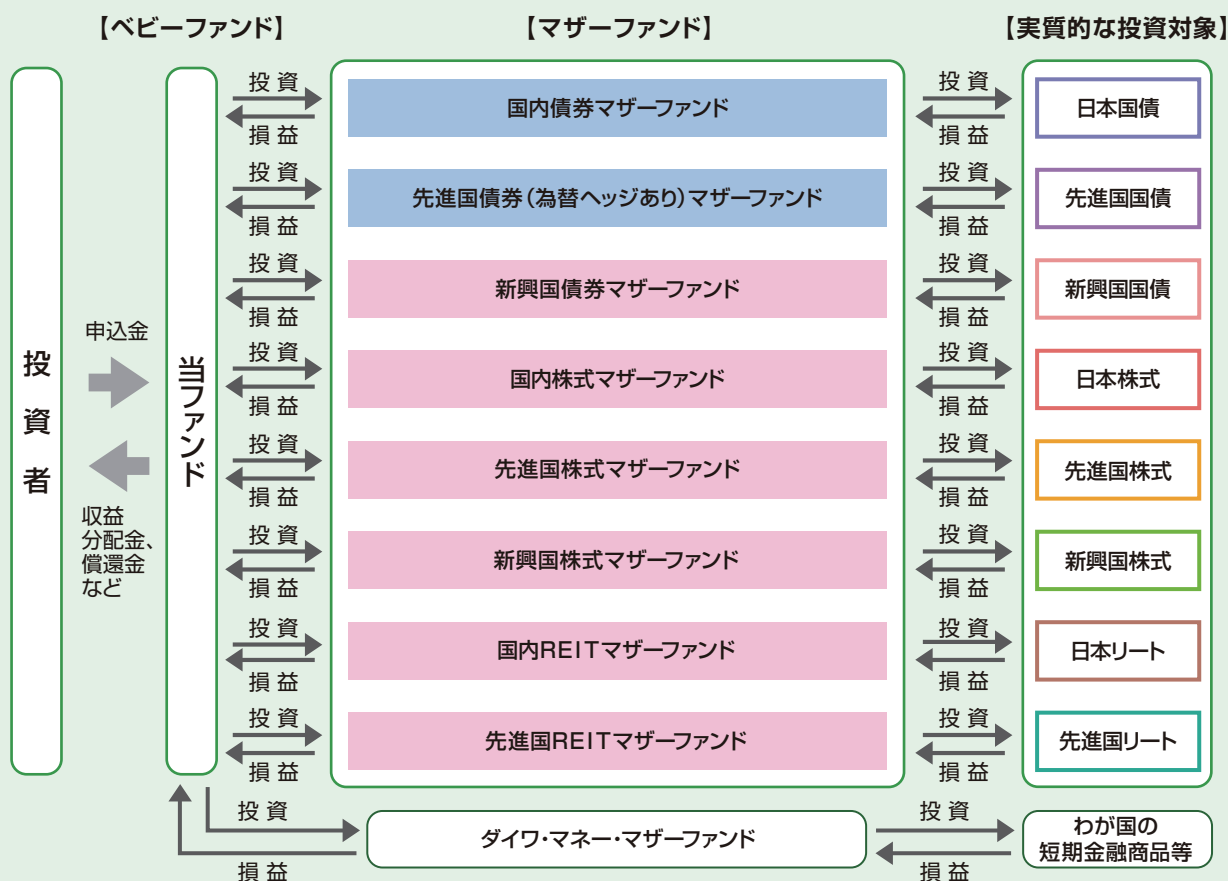 【ベビーファンド】
【マザーファンド】
【実質的な投資対象】
投資者
申込金
収益
分配金、
償還金
など
当ファンド
投 資
損 益
国内債券マザーファンド
投 資
損 益
日本国債
投 資
損 益
先進国債券（為替ヘッジあり）マザーファンド
投 資
損 益
先進国国債
投 資
損 益
新興国債券マザーファンド
投 資
損 益
新興国国債
投 資
損 益
国内株式マザーファンド
投 資
損 益
日本株式
投 資
損 益
先進国株式マザーファンド
投 資
損 益
先進国株式
投 資
損 益
新興国株式マザーファンド
投 資
損 益
新興国株式
投 資
損 益
国内REITマザーファンド
投 資
損 益
日本リート
投 資
損 益
先進国REITマザーファンド
投 資
損 益
先進国リート
投 資
損 益
ダイワ・マネー・マザーファンド
投 資
損 益
わが国の
短期金融商品等